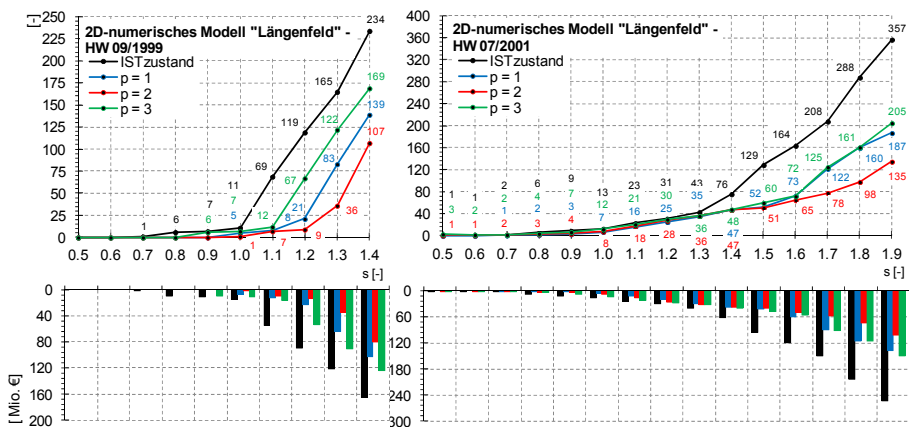 [-]
2D-numerisches Modell "Längenfeld" -
HW 09/1999
ISTzustand
p = 1
p = 2
p = 3
250
225
200
175
150
125
100
75
50
25
0
1 6 7 11 69 119 165 234
6 7 12 67 122 169
5 8 21 83 139
1 7 9 36 107
0.5 0.6 0.7 0.8 0.9 1.0 1.1 1.2 1.3 1.4
s [-]
0
40
80
120
160
200
[ Mio. €]
2D-numerisches Modell "Längenfeld" -
HW 07/2001
ISTzustand
p = 1
p = 2
p = 3
400
360
320
280
240
200
160
120
80
40
0
1 1 2 6 9 13 23 31 43 76 129 164 208 288 357
3 2 2 4 7 12 21 30 36 48 60 72 125 161 205
1 2 3 7 16 25 35 47 52 73 122 160 187
1 1 2 3 4 8 18 28 36 47 51 65 78 98 135
0.5 0.6 0.7 0.8 0.9 1.0 1.1 1.2 1.3 1.4 1.5 1.6 1.7 1.8 1.9
s [-]
0
60
120
180
240
300